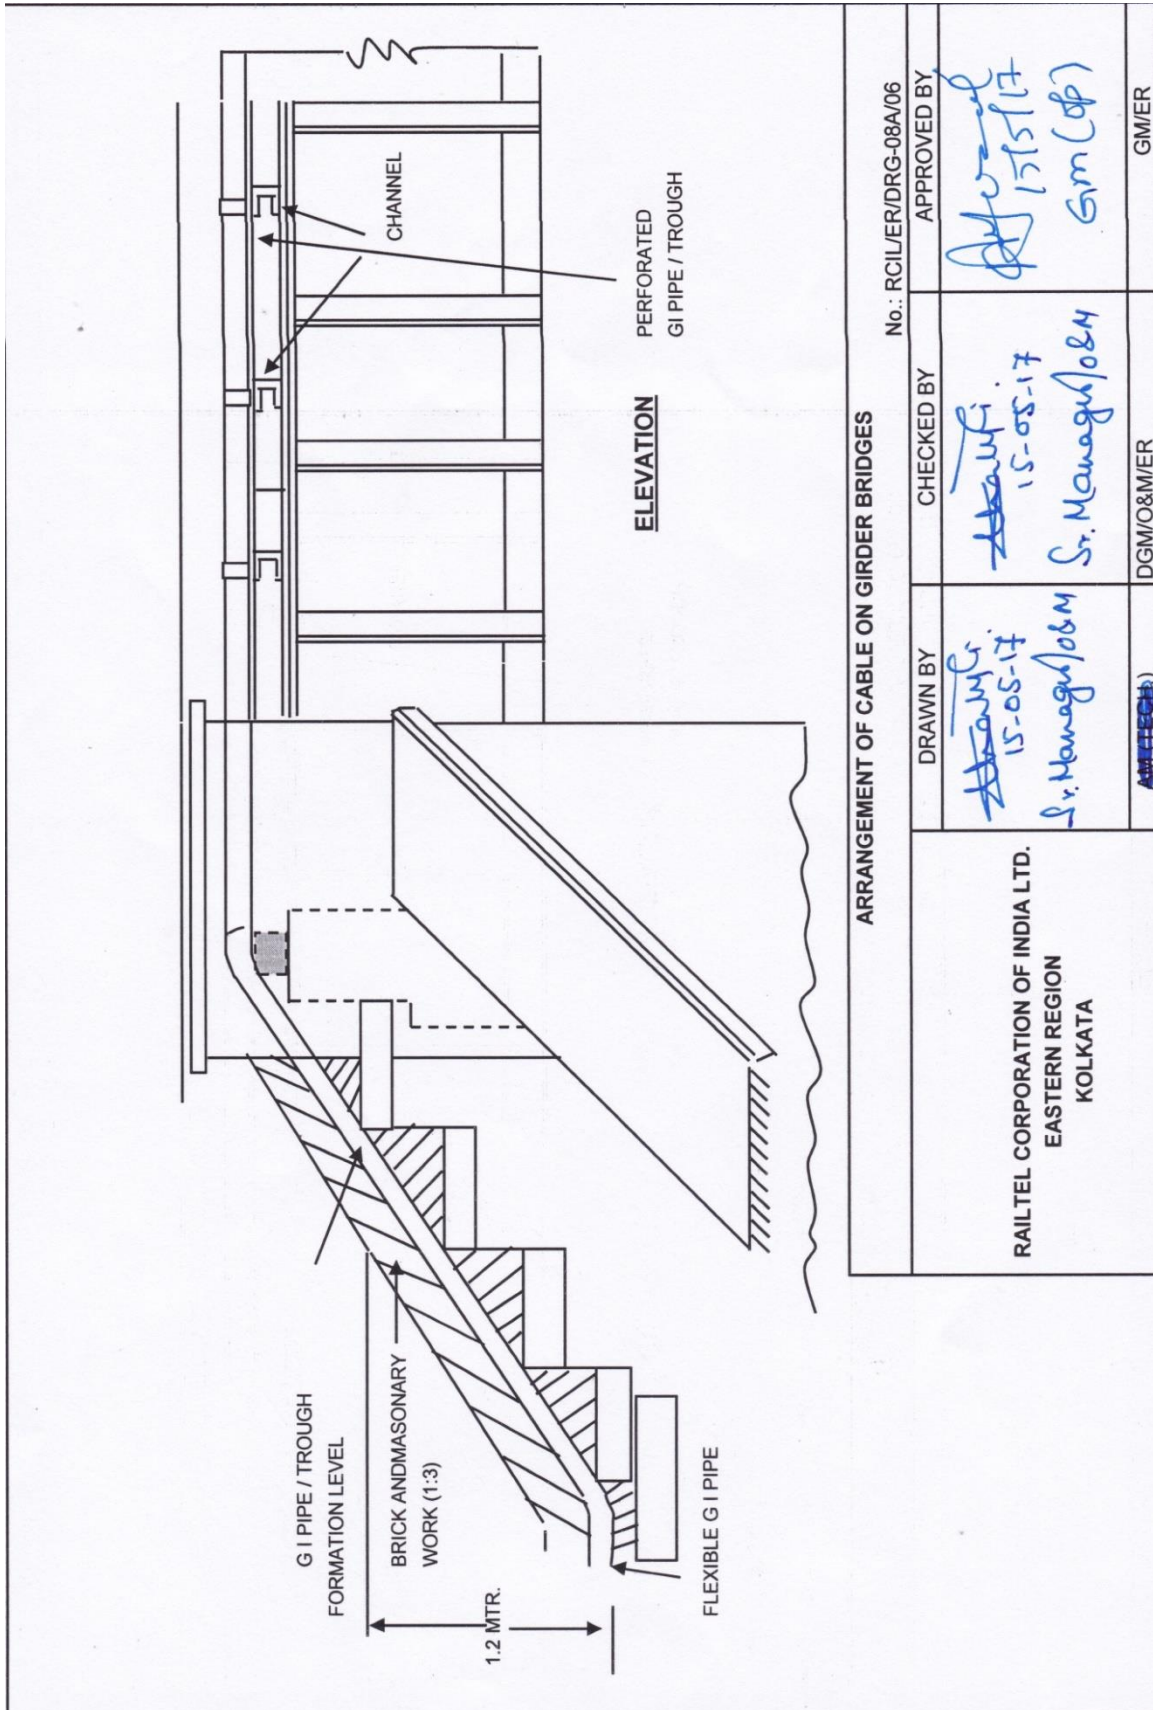 G I PIPE / TROUGH
FORMATION LEVEL
BRICK ANDMASONARY
WORK (1:3)
1.2 MTR.
FLEXIBLE G I PIPE
CHANNEL
PERFORATED
GI PIPE / TROUGH
ELEVATION
ARRANGEMENT OF CABLE ON GIRDER BRIDGES
No.: RCIL/ER/DRG-08A/06
RAILTEL CORPORATION OF INDIA LTD.
EASTERN REGION
KOLKATA
DRAWN BY
15-05-17
Sr. Manager/O&M
CHECKED BY
15-05-17
Sr. Manager/O&M
DGM/O&M/ER
APPROVED BY
15/5/17
GM (OP)
GM/ER